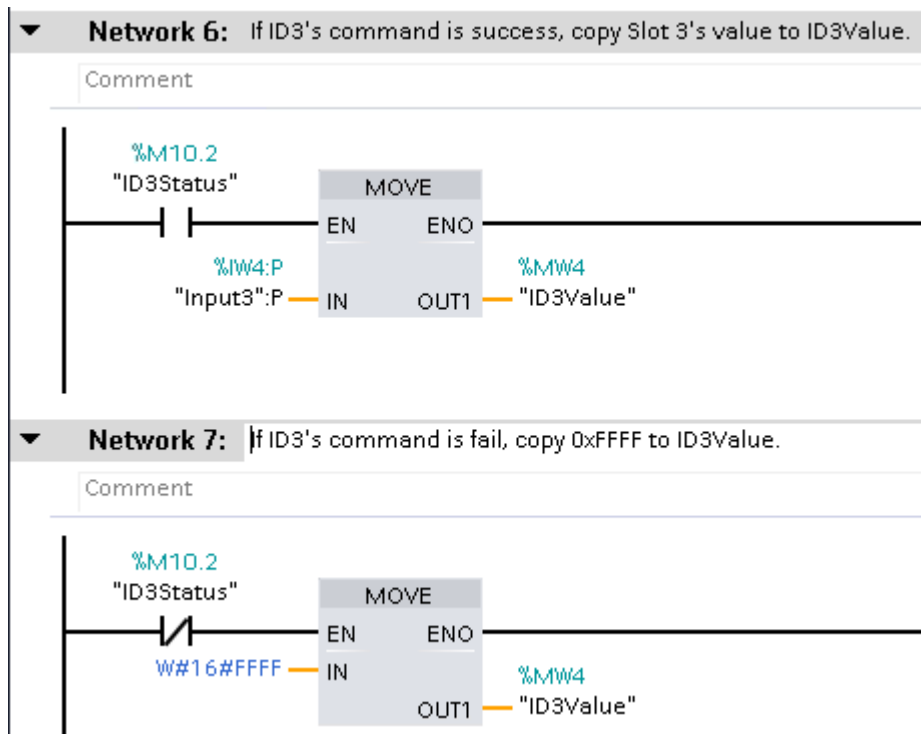 Network 6: If ID3's command is success, copy Slot 3's value to ID3Value.
Comment
%M10.2
"ID3Status"
MOVE
EN ENO
%IW4:P %MW4
"Input3":P IN OUT1 "ID3Value"
Network 7: If ID3's command is fail, copy 0xFFFF to ID3Value.
Comment
%M10.2
"ID3Status"
MOVE
EN ENO
W#16#FFFF IN %MW4
OUT1 "ID3Value"